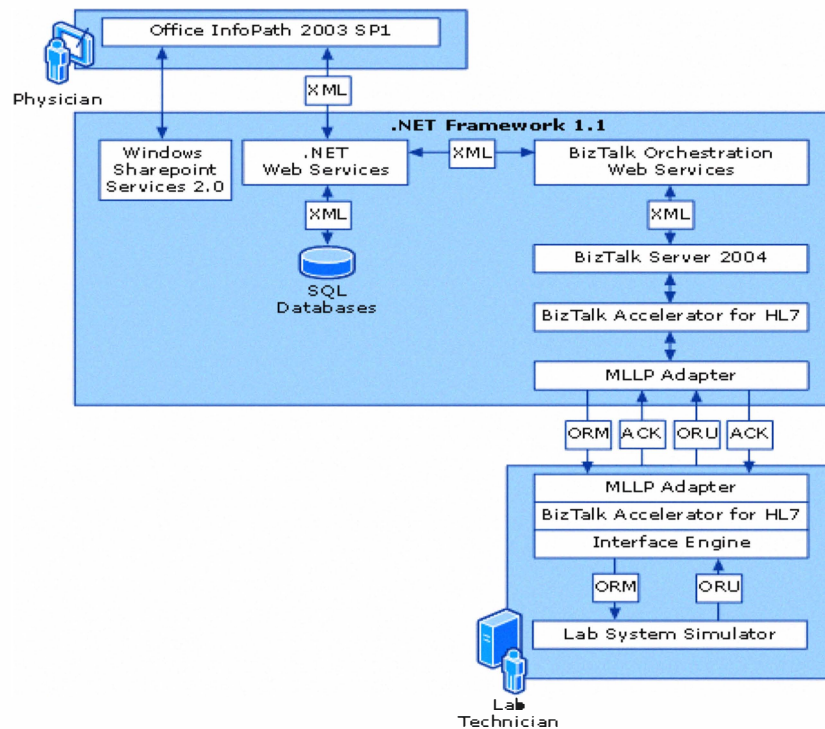 Office InfoPath 2003 SP1
Physician
XML
.NET Framework 1.1
Windows
Sharepoint
Services 2.0
.NET
Web Services
XML
BizTalk Orchestration
Web Services
XML
XML
SQL
Databases
BizTalk Server 2004
BizTalk Accelerator for HL7
MLLP Adapter
ORM
ACK
ORU
ACK
MLLP Adapter
BizTalk Accelerator for HL7
Interface Engine
ORM
ORU
Lab System Simulator
Lab
Technician